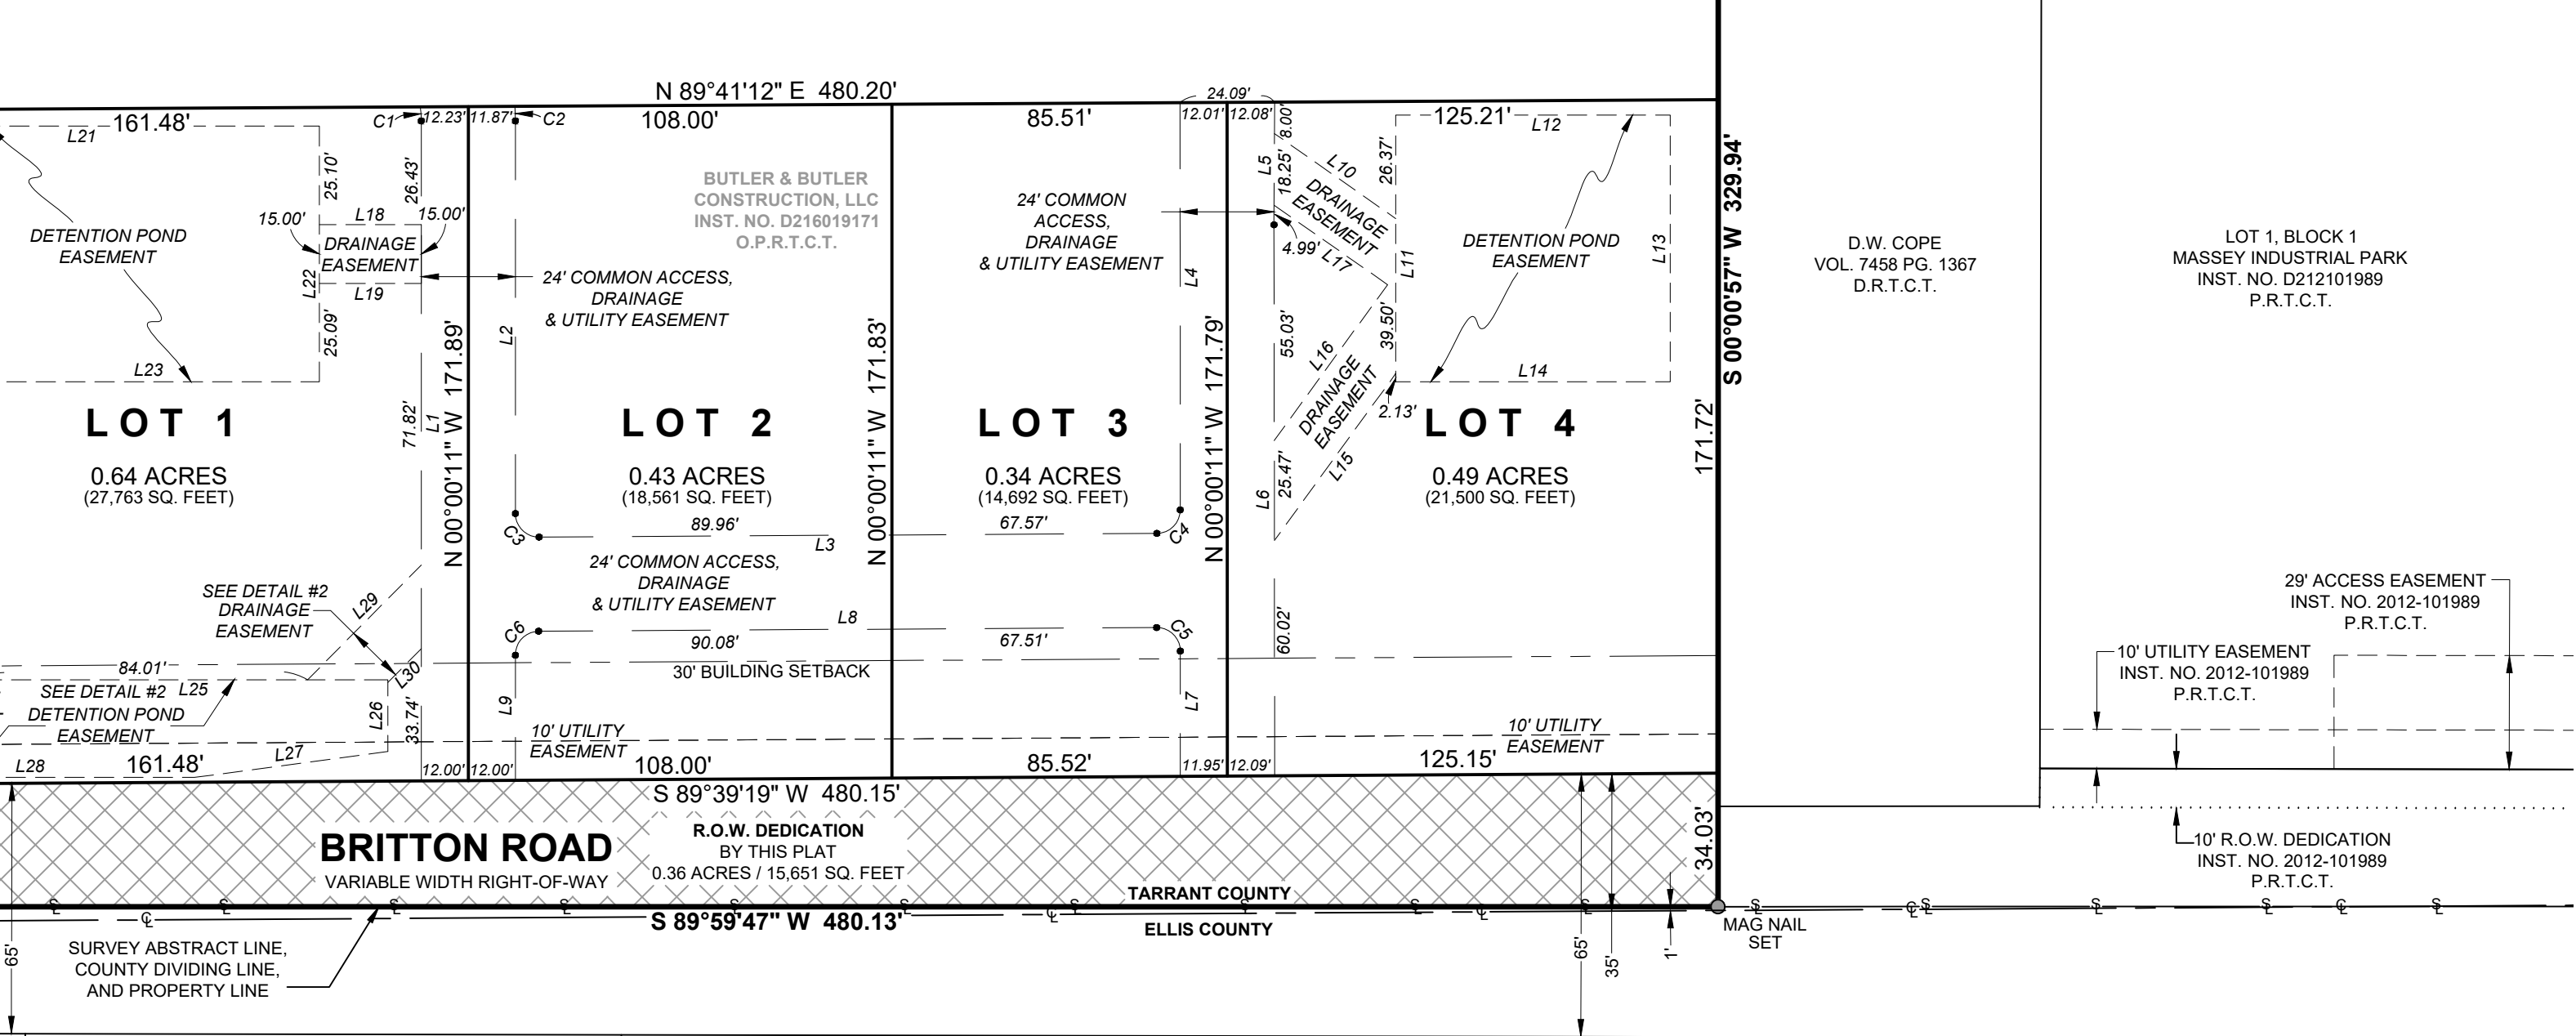 N 89°41'12" E 480.20'
161.48'
L21
C1
12.23'
11.87'
C2
108.00'
85.51'
24.09'
12.01'
12.08'
8.00'
125.21'
L12
25.10'
26.43'
15.00'
L18
15.00'
DETENTION POND
EASEMENT
DRAINAGE
EASEMENT
L22
L19
25.09'
L23
24' COMMON ACCESS,
DRAINAGE
& UTILITY EASEMENT
L2
BUTLER & BUTLER
CONSTRUCTION, LLC
INST. NO. D216019171
O.P.R.T.C.T.
24' COMMON
ACCESS,
DRAINAGE
& UTILITY EASEMENT
L4
L5
18.25'
L10
DRAINAGE
EASEMENT
4.99'
L17
26.37'
L11
39.50'
DETENTION POND
EASEMENT
L13
L14
2.13'
55.03'
L16
DRAINAGE
EASEMENT
L15
25.47'
L6
60.02'
S 00°00'57" W 329.94'
171.72'
D.W. COPE
VOL. 7458 PG. 1367
D.R.T.C.T.
LOT 1, BLOCK 1
MASSEY INDUSTRIAL PARK
INST. NO. D212101989
P.R.T.C.T.
71.82'
L1
N 00°00'11" W 171.89'
N 00°00'11" W 171.83'
N 00°00'11" W 171.79'
LOT 1
0.64 ACRES
(27,763 SQ. FEET)
LOT 2
0.43 ACRES
(18,561 SQ. FEET)
LOT 3
0.34 ACRES
(14,692 SQ. FEET)
LOT 4
0.49 ACRES
(21,500 SQ. FEET)
C3
89.96'
L3
67.57'
C4
24' COMMON ACCESS,
DRAINAGE
& UTILITY EASEMENT
C6
90.08'
L8
67.51'
C5
30' BUILDING SETBACK
L9
L7
SEE DETAIL #2
DRAINAGE
EASEMENT
L29
L30
84.01'
SEE DETAIL #2
L25
DETENTION POND
EASEMENT
L26
33.74'
L27
L28
161.48'
12.00'
12.00'
10' UTILITY
EASEMENT
108.00'
85.52'
11.95'
12.09'
125.15'
10' UTILITY
EASEMENT
29' ACCESS EASEMENT
INST. NO. 2012-101989
P.R.T.C.T.
10' UTILITY EASEMENT
INST. NO. 2012-101989
P.R.T.C.T.
S 89°39'19" W 480.15'
BRITTON ROAD
VARIABLE WIDTH RIGHT-OF-WAY
R.O.W. DEDICATION
BY THIS PLAT
0.36 ACRES / 15,651 SQ. FEET
34.03'
10' R.O.W. DEDICATION
INST. NO. 2012-101989
P.R.T.C.T.
TARRANT COUNTY
S 89°59'47" W 480.13'
ELLIS COUNTY
MAG NAIL
SET
SURVEY ABSTRACT LINE,
COUNTY DIVIDING LINE,
AND PROPERTY LINE
65'
65'
35'
1'